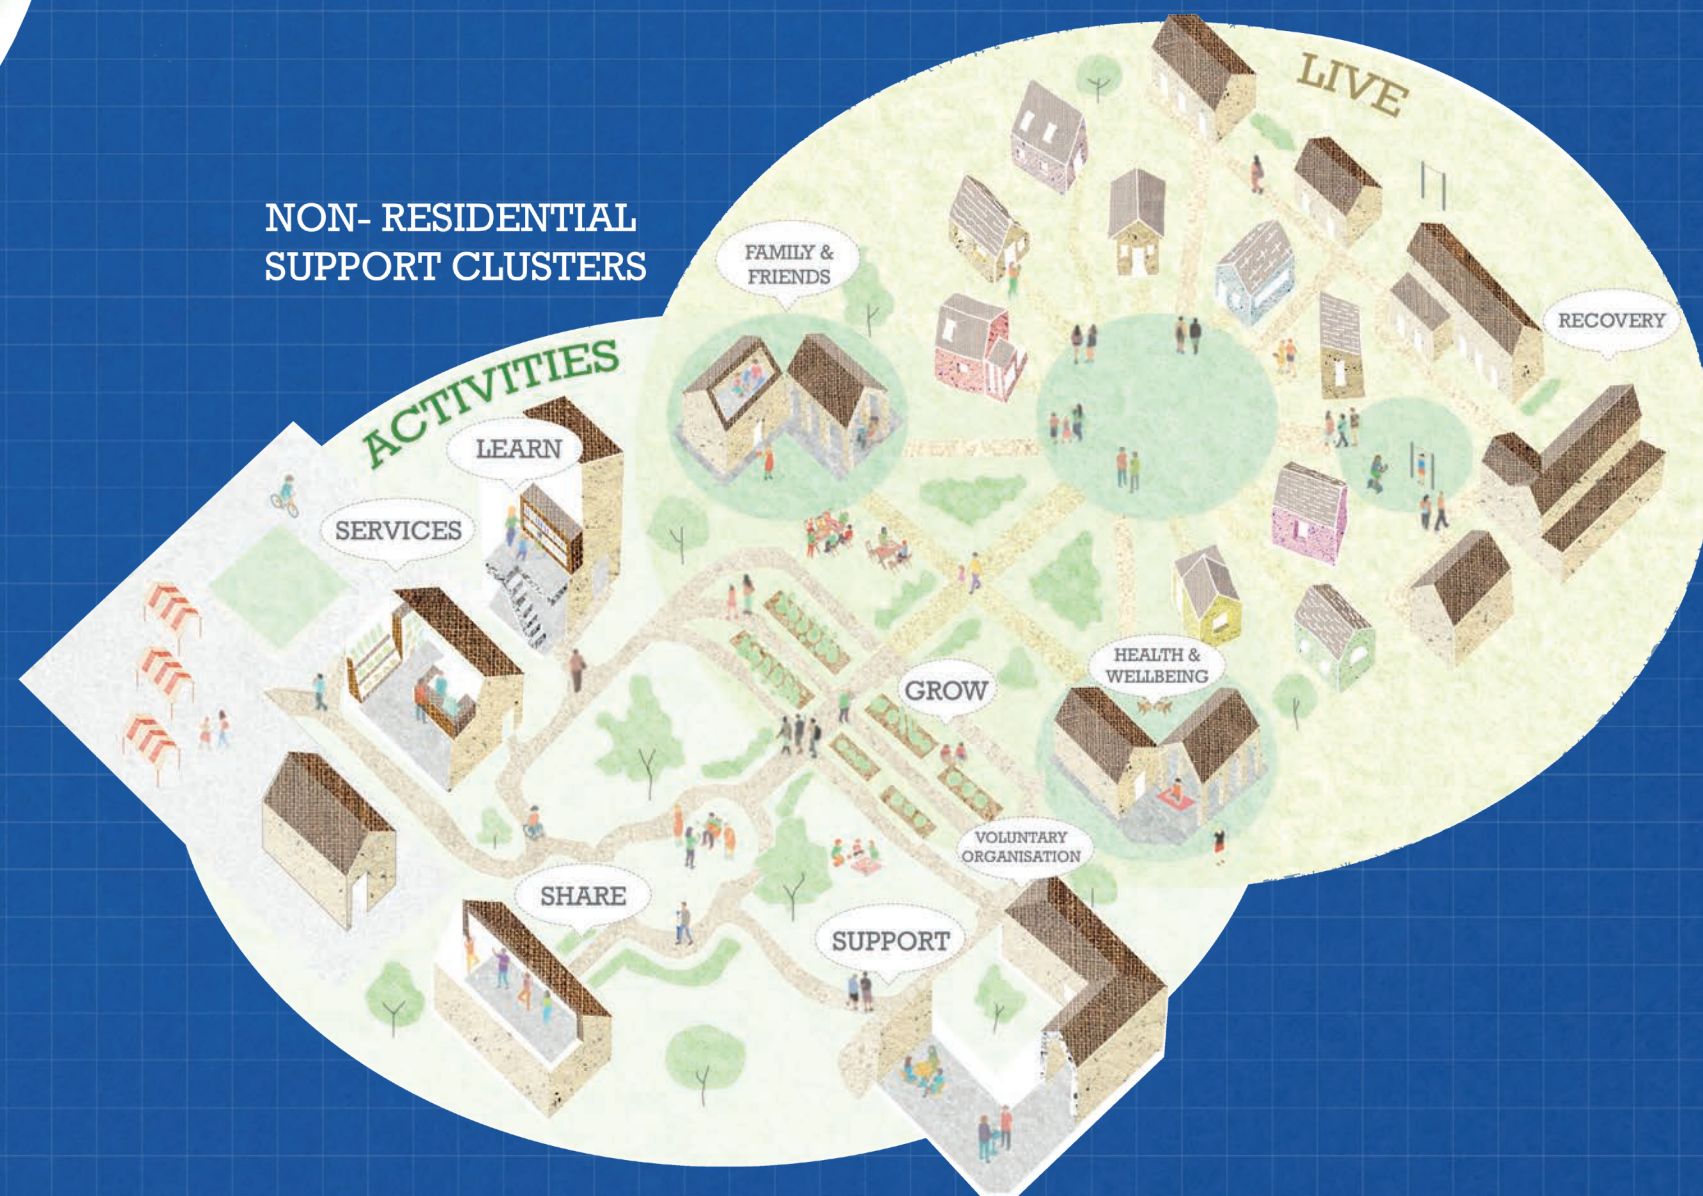 NON- RESIDENTIAL
SUPPORT CLUSTERS
LIVE
FAMILY &
FRIENDS
RECOVERY
ACTIVITIES
LEARN
SERVICES
HEALTH &
WELLBEING
GROW
VOLUNTARY
ORGANISATION
SHARE
SUPPORT